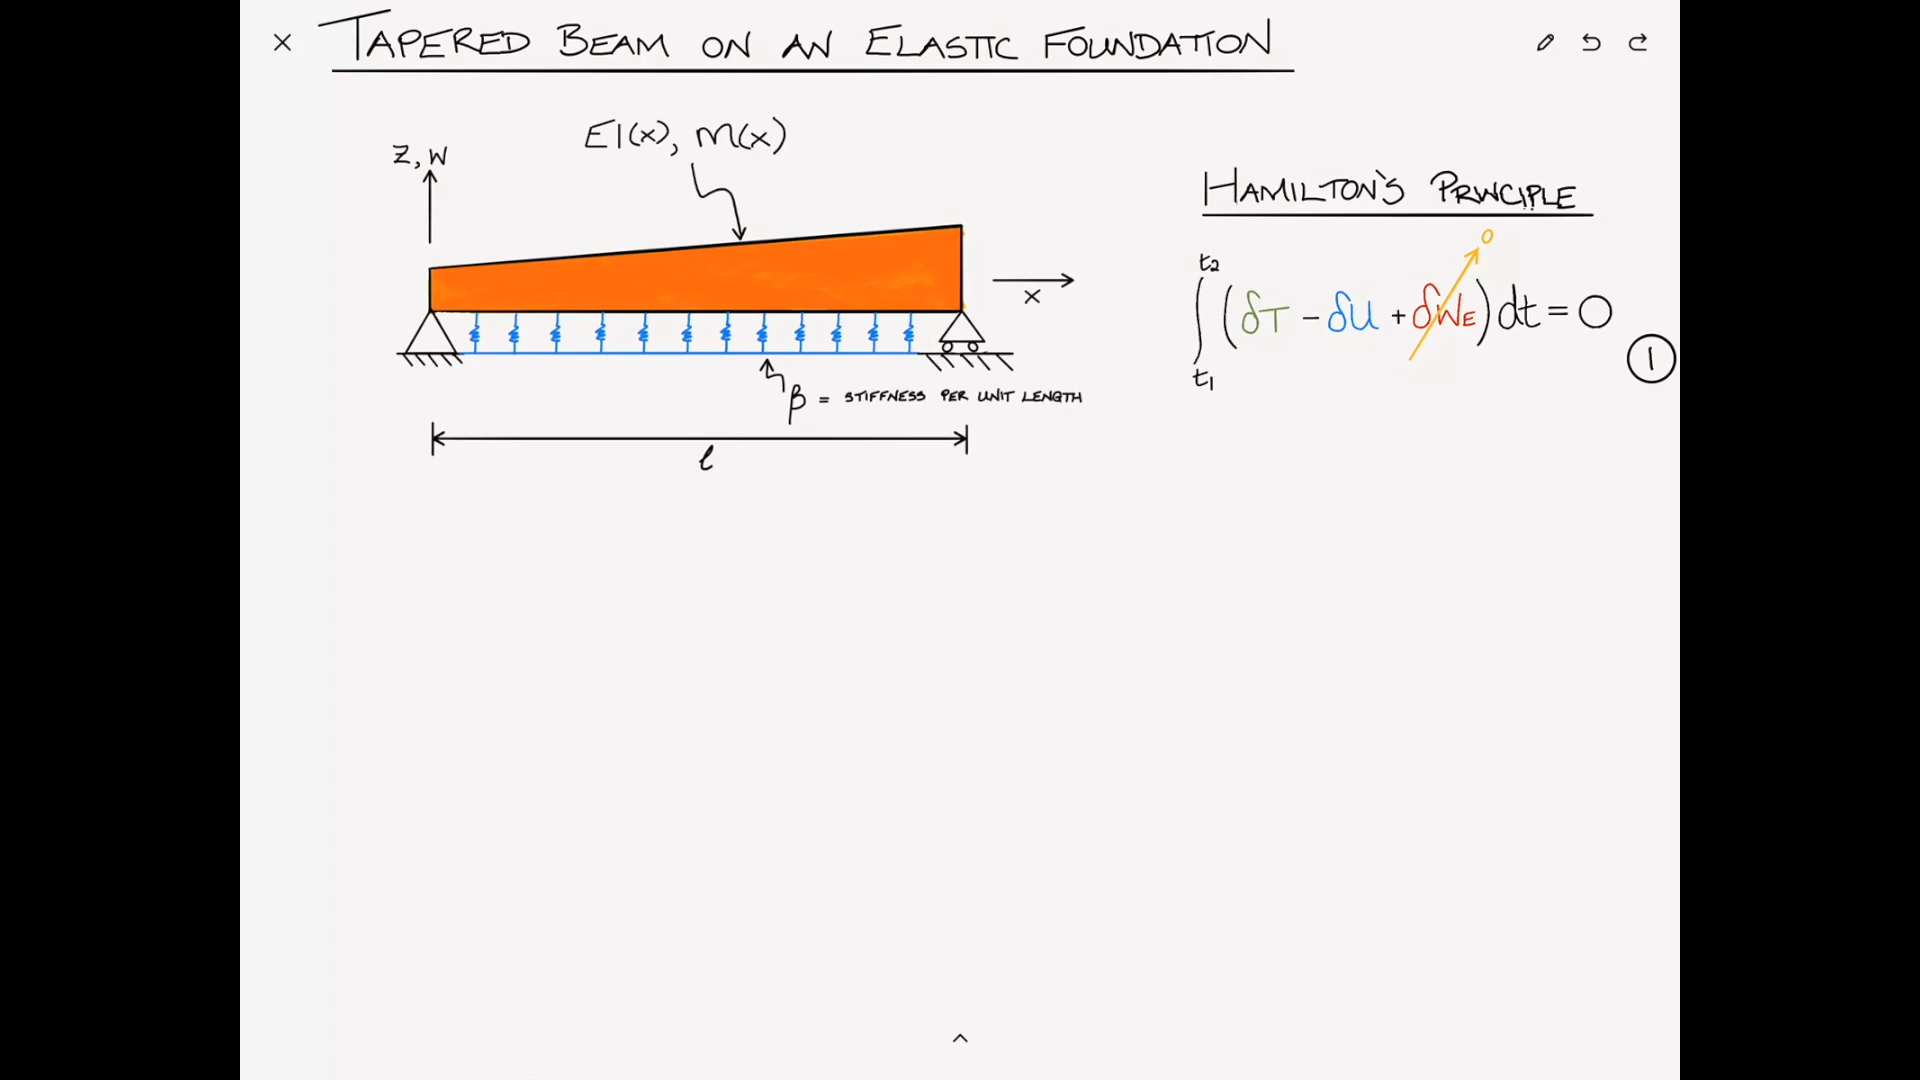 TAPERED BEAM ON AN ELASTIC FOUNDATION
EI(x), m(x)
z, w
x
β = STIFFNESS PER UNIT LENGTH
l
HAMILTON'S PRINCIPLE
0
t2
∫ (δT - δU + δWE) dt = 0
t1
1